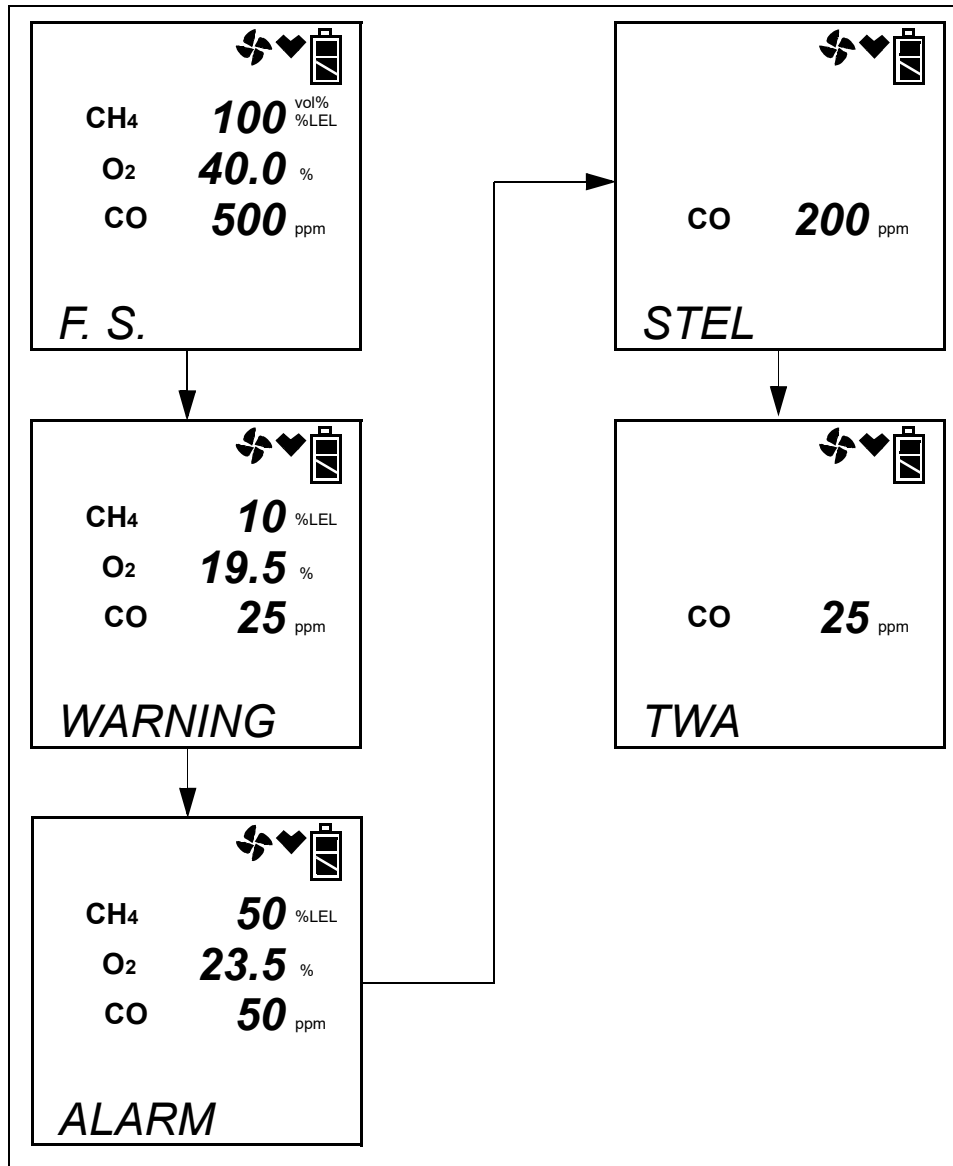 CH4 100 vol% %LEL
O2 40.0 %
CO 500 ppm
F. S.
CH4 10 %LEL
O2 19.5 %
CO 25 ppm
WARNING
CH4 50 %LEL
O2 23.5 %
CO 50 ppm
ALARM
CO 200 ppm
STEL
CO 25 ppm
TWA